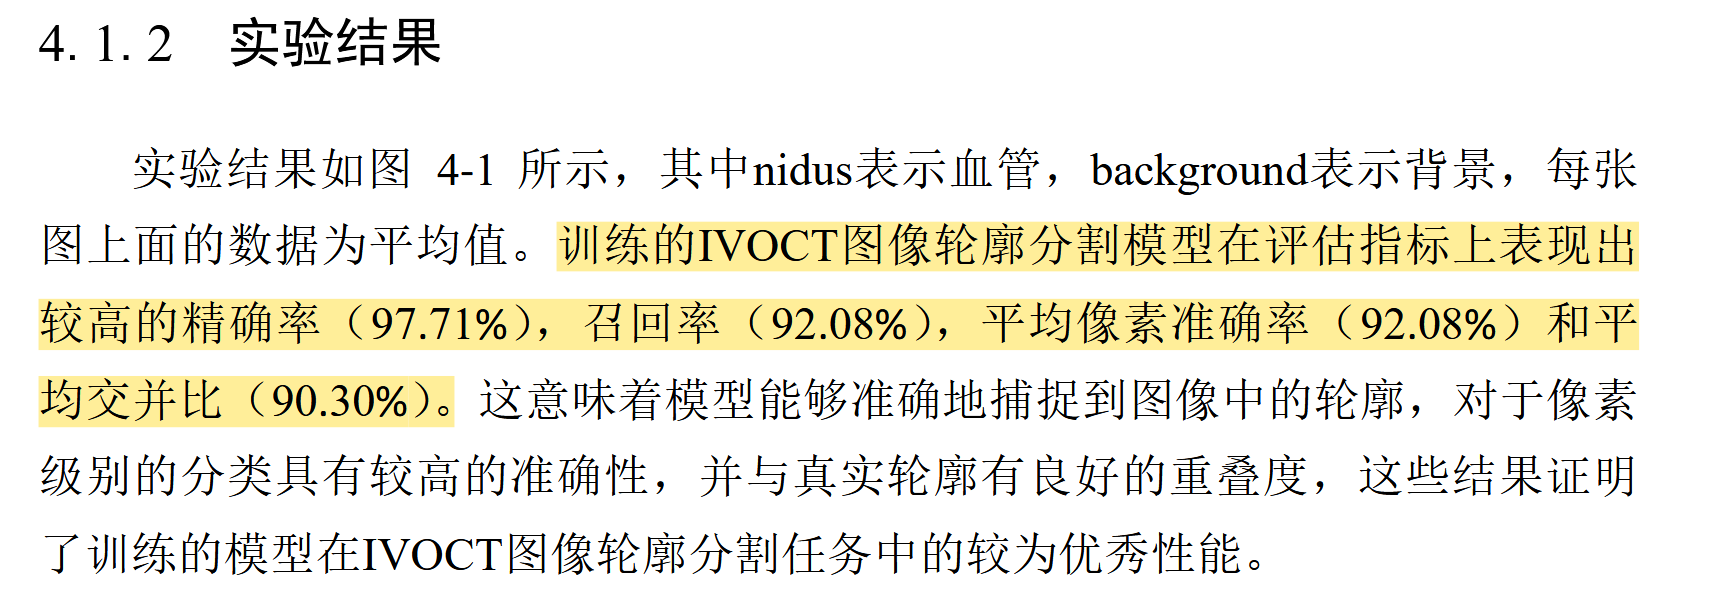 4.1.2 实验结果
实验结果如图 4-1 所示，其中nidus表示血管，background表示背景，每张
图上面的数据为平均值。训练的IVOCT图像轮廓分割模型在评估指标上表现出
较高的精确率（97.71%），召回率（92.08%），平均像素准确率（92.08%）和平
均交并比（90.30%）。这意味着模型能够准确地捕捉到图像中的轮廓，对于像素
级别的分类具有较高的准确性，并与真实轮廓有良好的重叠度，这些结果证明
了训练的模型在IVOCT图像轮廓分割任务中的较为优秀性能。